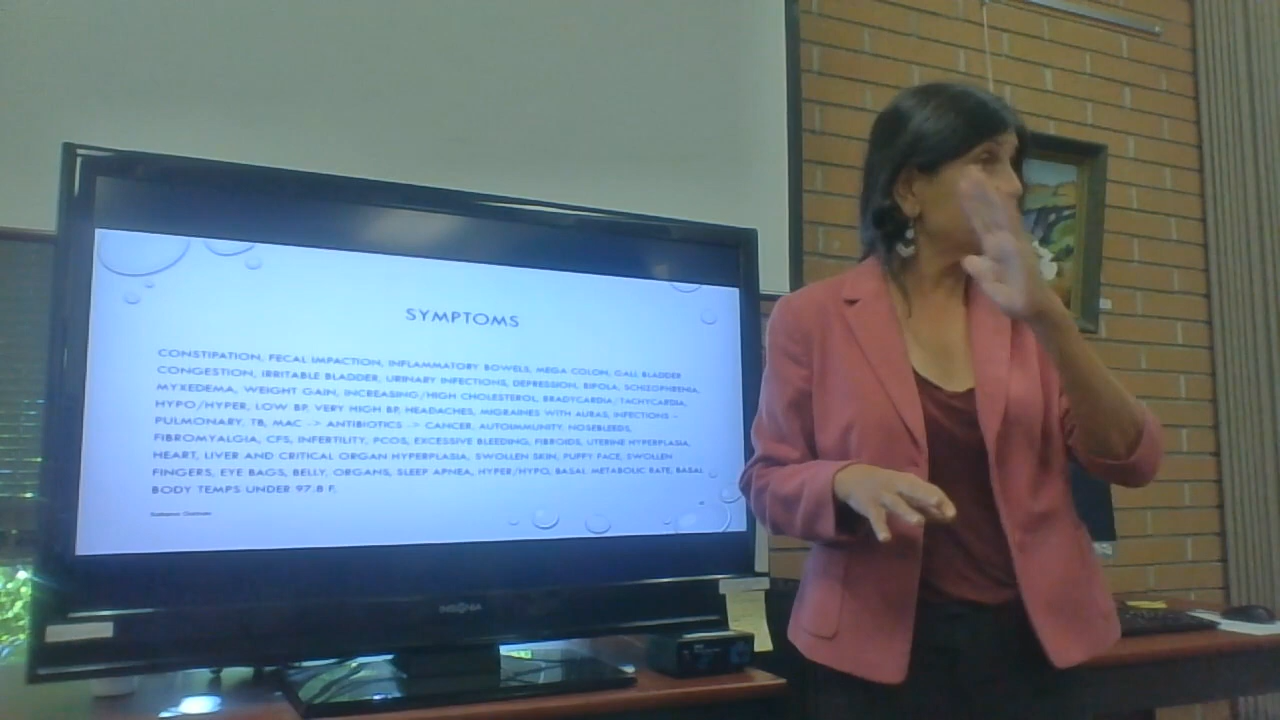 SYMPTOMS
CONSTIPATION, FECAL IMPACTION, INFLAMMATORY BOWELS, MEGA COLON, GALL BLADDER
CONGESTION, IRRITABLE BLADDER, URINARY INFECTIONS, DEPRESSION, BIPOLA, SCHIZOPHRENIA,
MYXEDEMA, WEIGHT GAIN, INCREASING/HIGH CHOLESTEROL, BRADYCARDIA/TACHYCARDIA,
HYPO/HYPER, LOW BP, VERY HIGH BP, HEADACHES, MIGRAINES WITH AURAS, INFECTIONS –
PULMONARY, TB, MAC -> ANTIBIOTICS -> CANCER, AUTOIMMUNITY, NOSEBLEEDS,
FIBROMYALGIA, CFS, INFERTILITY, PCOS, EXCESSIVE BLEEDING, FIBROIDS, UTERINE HYPERPLASIA,
HEART, LIVER AND CRITICAL ORGAN HYPERPLASIA, SWOLLEN SKIN, PUFFY FACE, SWOLLEN
FINGERS, EYE BAGS, BELLY, ORGANS, SLEEP APNEA, HYPER/HYPO, BASAL METABOLIC RATE, BASAL
BODY TEMPS UNDER 97.8 F.
INSIGNIA